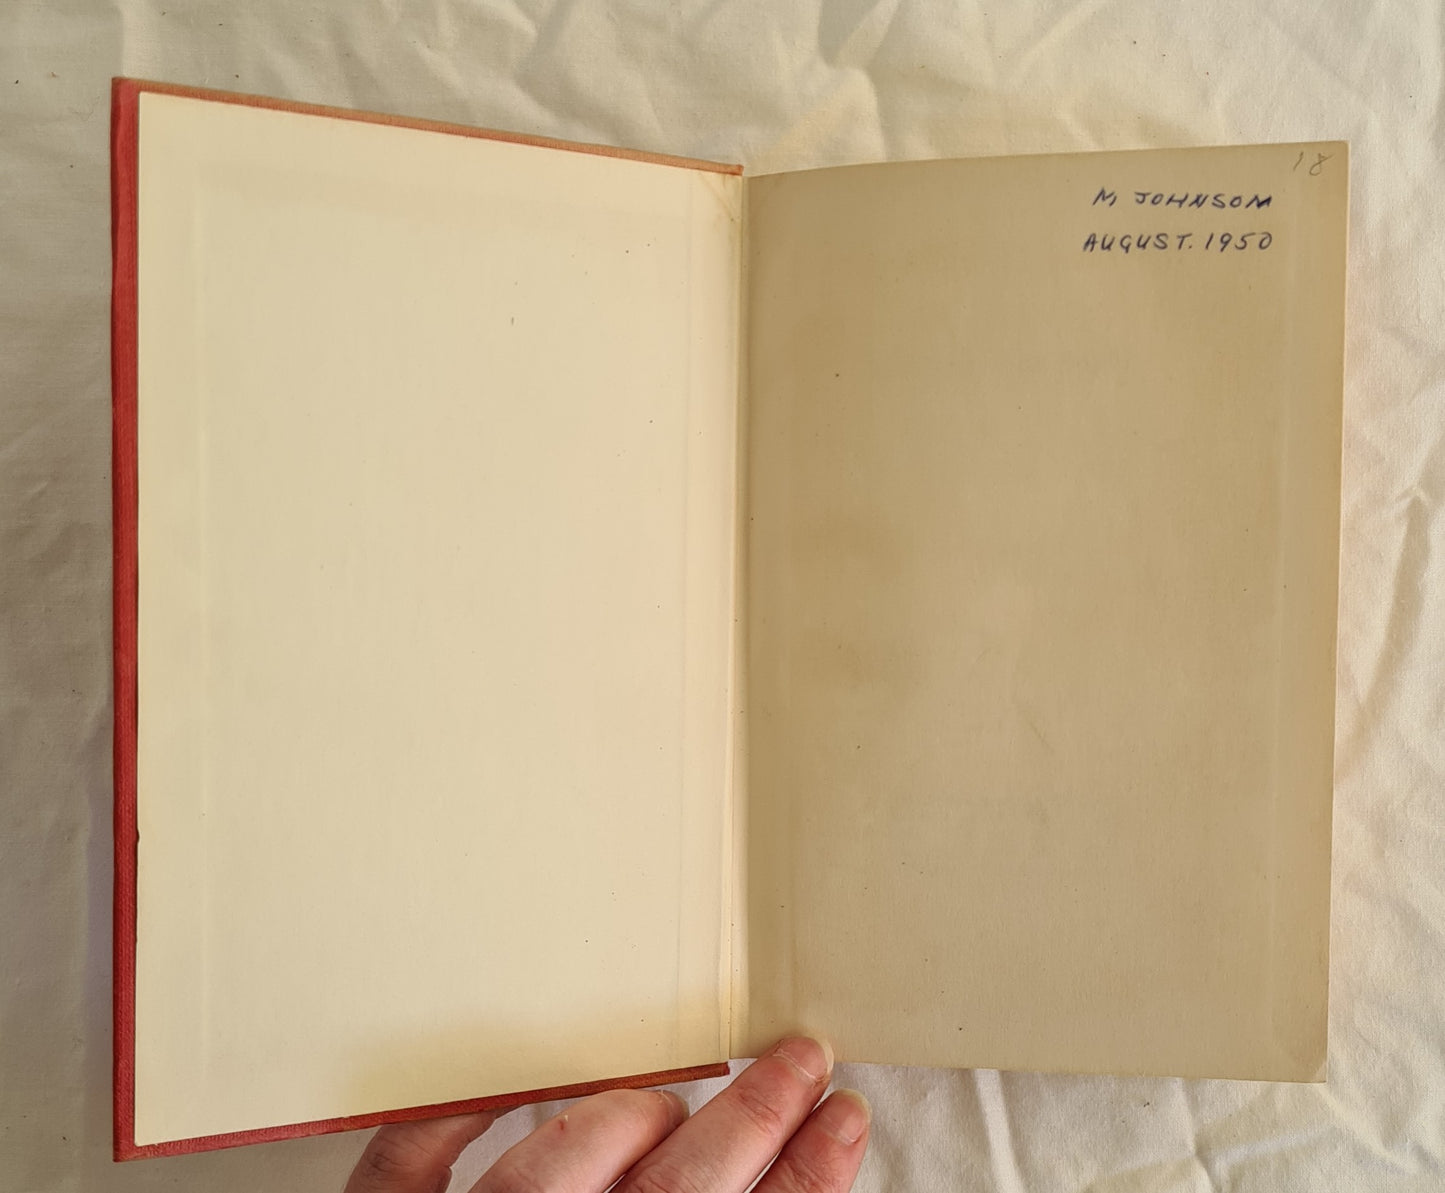 18
M, JOHNSOM
AUGUST. 1950